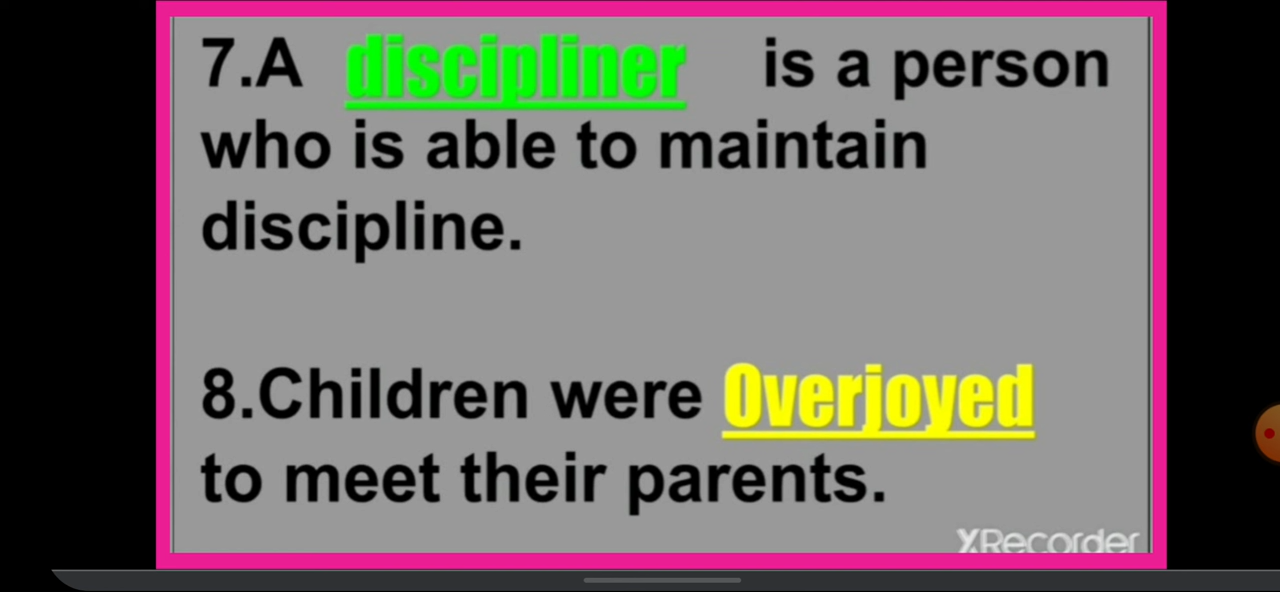 7.A discipliner is a person
who is able to maintain
discipline.
8.Children were Overjoyed
to meet their parents.
XRecorder